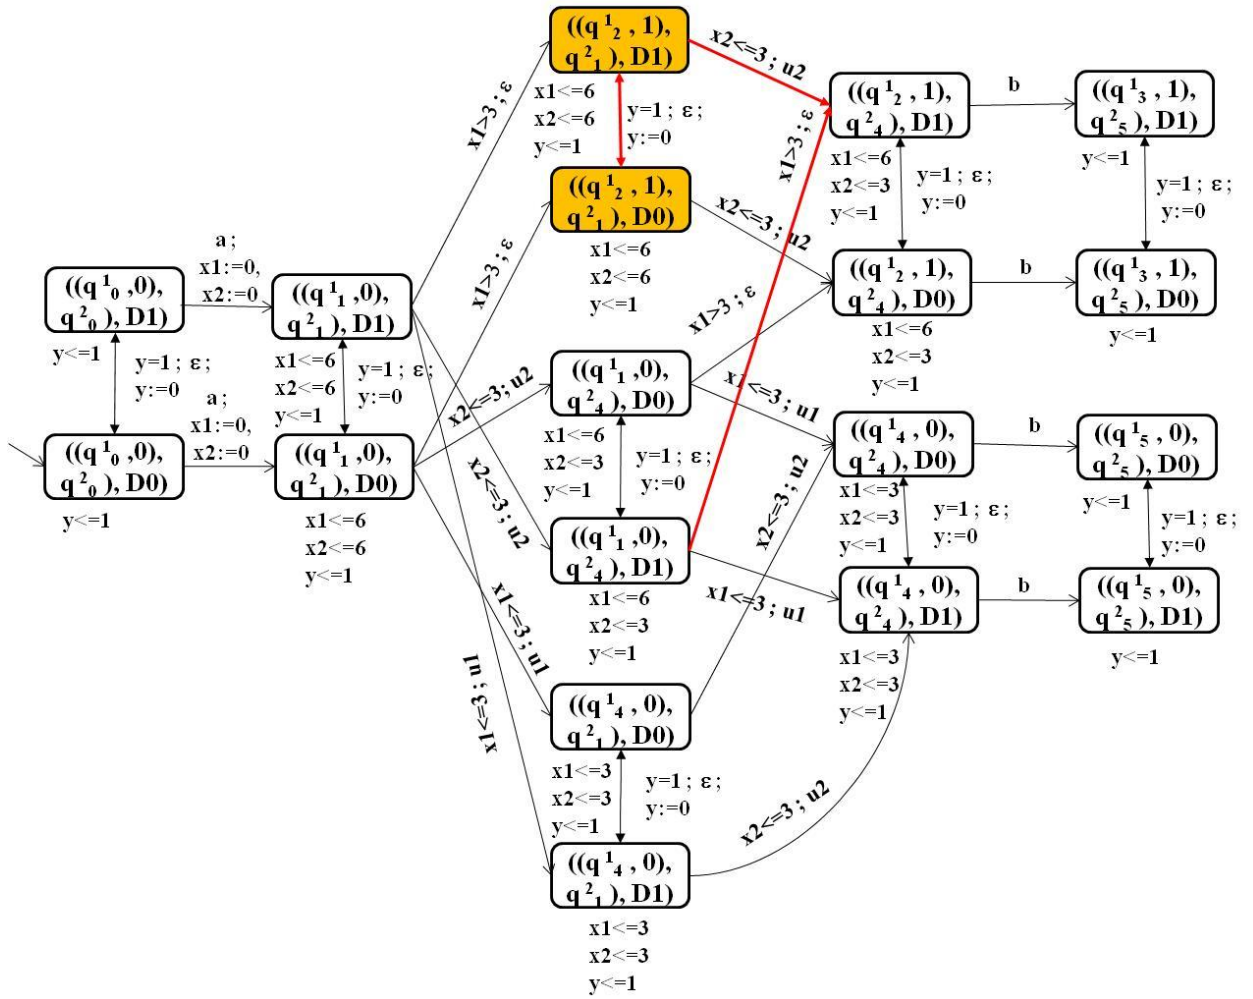 ((q¹₂ , 1),
q²₁ ), D1)
x1<=6
x2<=6
y<=1
y=1 ; ε;
y:=0
((q¹₂ , 1),
q²₁ ), D0)
x1<=6
x2<=6
y<=1
x1>3 ; ε
x1>3 ; ε
x2<=3 ; u2
x2<=3 ; u2
x1>3 ; ε
x1>3 ; ε
((q¹₂ , 1),
q²₄ ), D1)
x1<=6
x2<=3
y<=1
y=1 ; ε;
y:=0
b
((q¹₃ , 1),
q²₅ ), D1)
y<=1
y=1 ; ε;
y:=0
((q¹₂ , 1),
q²₄ ), D0)
x1<=6
x2<=3
y<=1
b
((q¹₃ , 1),
q²₅ ), D0)
y<=1
((q¹₀ ,0),
q²₀ ), D1)
y<=1
y=1 ; ε;
y:=0
a ;
x1:=0,
x2:=0
((q¹₁ ,0),
q²₁ ), D1)
x1<=6
x2<=6
y<=1
y=1 ; ε;
y:=0
((q¹₀ ,0),
q²₀ ), D0)
y<=1
a ;
x1:=0,
x2:=0
((q¹₁ ,0),
q²₁ ), D0)
x1<=6
x2<=6
y<=1
x2<=3 ; u2
x2<=3 ; u2
x1<=3 ; u1
x1<=3 ; u1
((q¹₁ ,0),
q²₄ ), D0)
x1<=6
x2<=3
y<=1
y=1 ; ε;
y:=0
((q¹₁ ,0),
q²₄ ), D1)
x1<=6
x2<=3
y<=1
x1<=3 ; u1
x1<=3 ; u1
x2<=3 ; u2
((q¹₄ , 0),
q²₄ ), D0)
x1<=3
x2<=3
y<=1
y=1 ; ε;
y:=0
b
((q¹₅ , 0),
q²₅ ), D0)
y<=1
y=1 ; ε;
y:=0
((q¹₄ , 0),
q²₄ ), D1)
x1<=3
x2<=3
y<=1
b
((q¹₅ , 0),
q²₅ ), D1)
y<=1
((q¹₄ , 0),
q²₁ ), D0)
x1<=3
x2<=3
y<=1
y=1 ; ε;
y:=0
((q¹₄ , 0),
q²₁ ), D1)
x1<=3
x2<=3
y<=1
x2<=3 ; u2